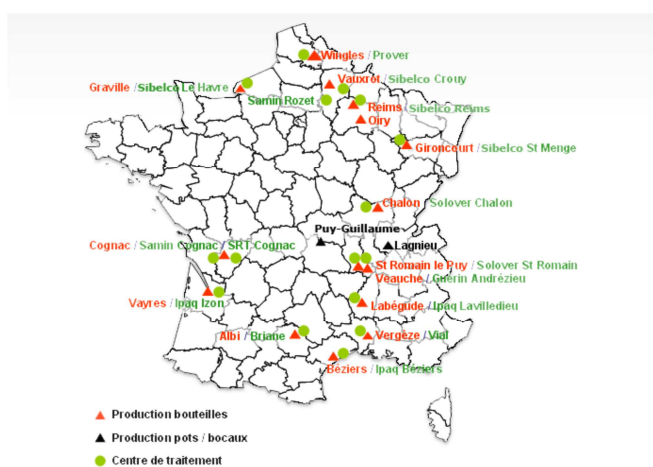 Wingles / Prover
Vauxrot / Sibelco Crouy
Graville / Sibelco Le Havre
Samin Rozet
Reims / Sibelco Reims
Oiry
Gironcourt / Sibelco St Menge
Chalon / Solover Chalon
Puy-Guillaume
Cognac / Samin Cognac / SRT Cognac
Lagnieu
St Romain le Puy / Solover St Romain
Veauche / Guérin Andrézieu
Vayres / Ipaq Izon
Labégude / Ipaq Lavilledieu
Albi / Briane
Vergèze / Vial
Béziers / Ipaq Béziers
Production bouteilles
Production pots / bocaux
Centre de traitement